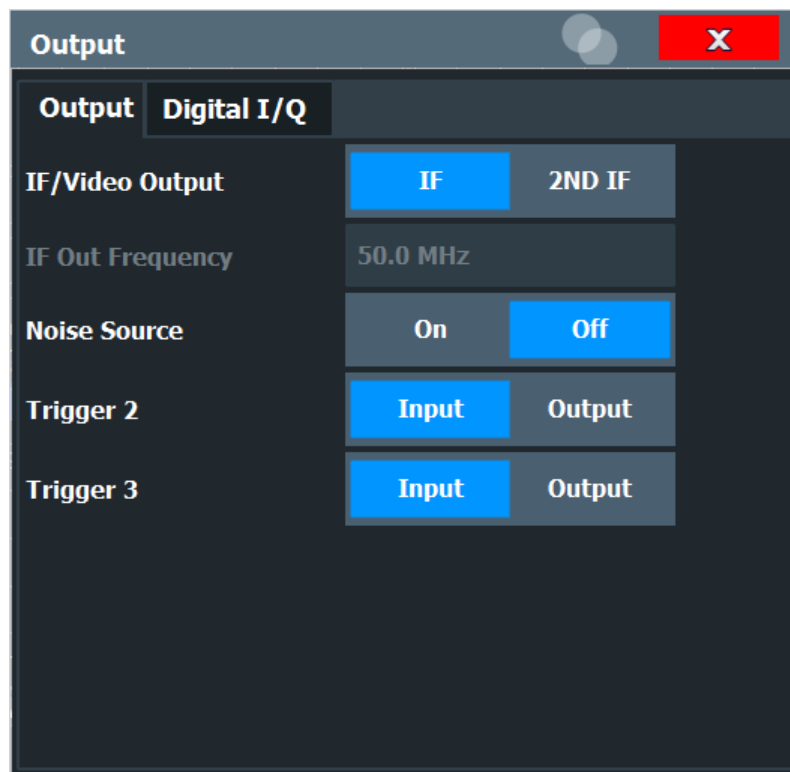 Output
X
Output Digital I/Q
IF/Video Output IF 2ND IF
IF Out Frequency 50.0 MHz
Noise Source On Off
Trigger 2 Input Output
Trigger 3 Input Output